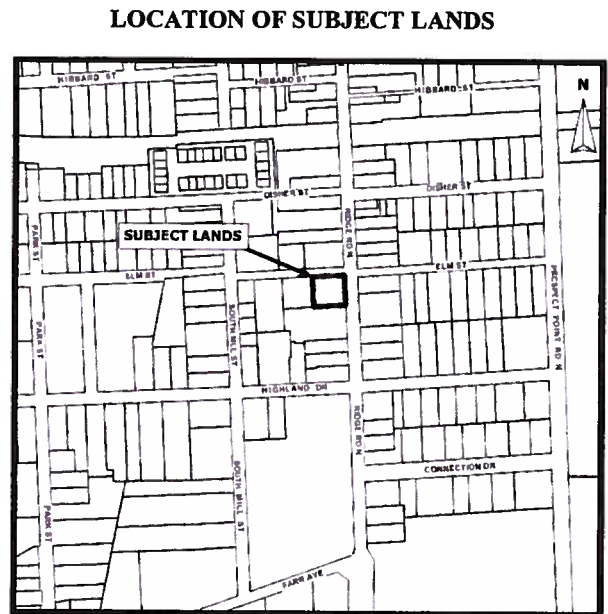 LOCATION OF SUBJECT LANDS
HIBBARD ST
HIBBARD ST
HIBBARD ST
N
DISHER ST
DISHER ST
PARK ST
RIDGE RD N
SUBJECT LANDS
ELM ST
ELM ST
PARK ST
SOUTH MILL ST
PROSPECT POINT RD N
HIGHLAND DR
RIDGE RD N
CONNECTION DR
SOUTH MILL ST
PARK ST
FARR AVE